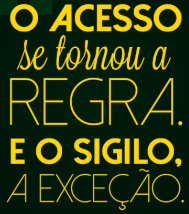 O ACESSO
se tornou a
REGRA.
E O SIGILO,
A EXCEÇÃO.